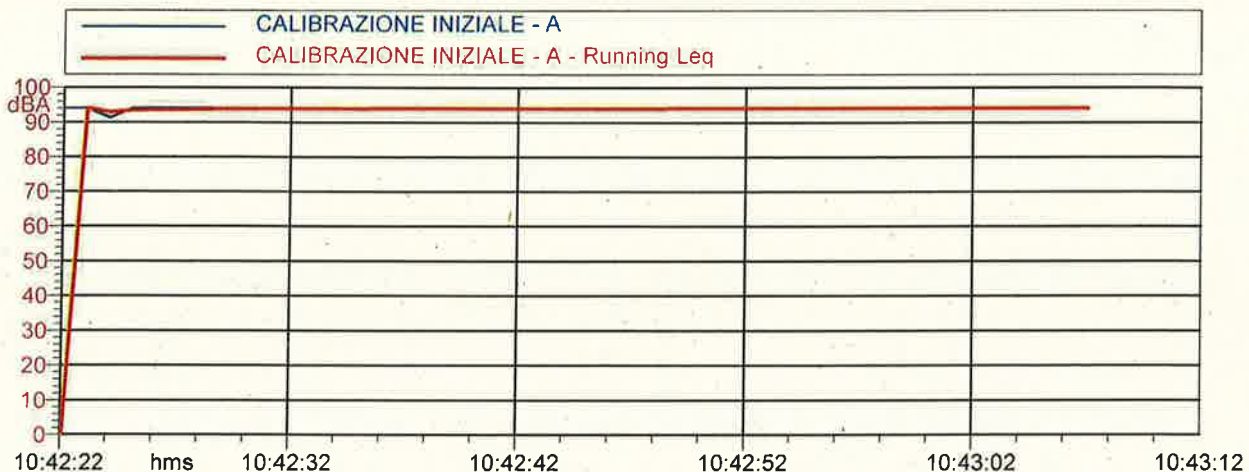 CALIBRAZIONE INIZIALE - A
CALIBRAZIONE INIZIALE - A - Running Leq
100
dBA
90
80
70
60
50
40
30
20
10
0
10:42:22 hms 10:42:32 10:42:42 10:42:52 10:43:02 10:43:12